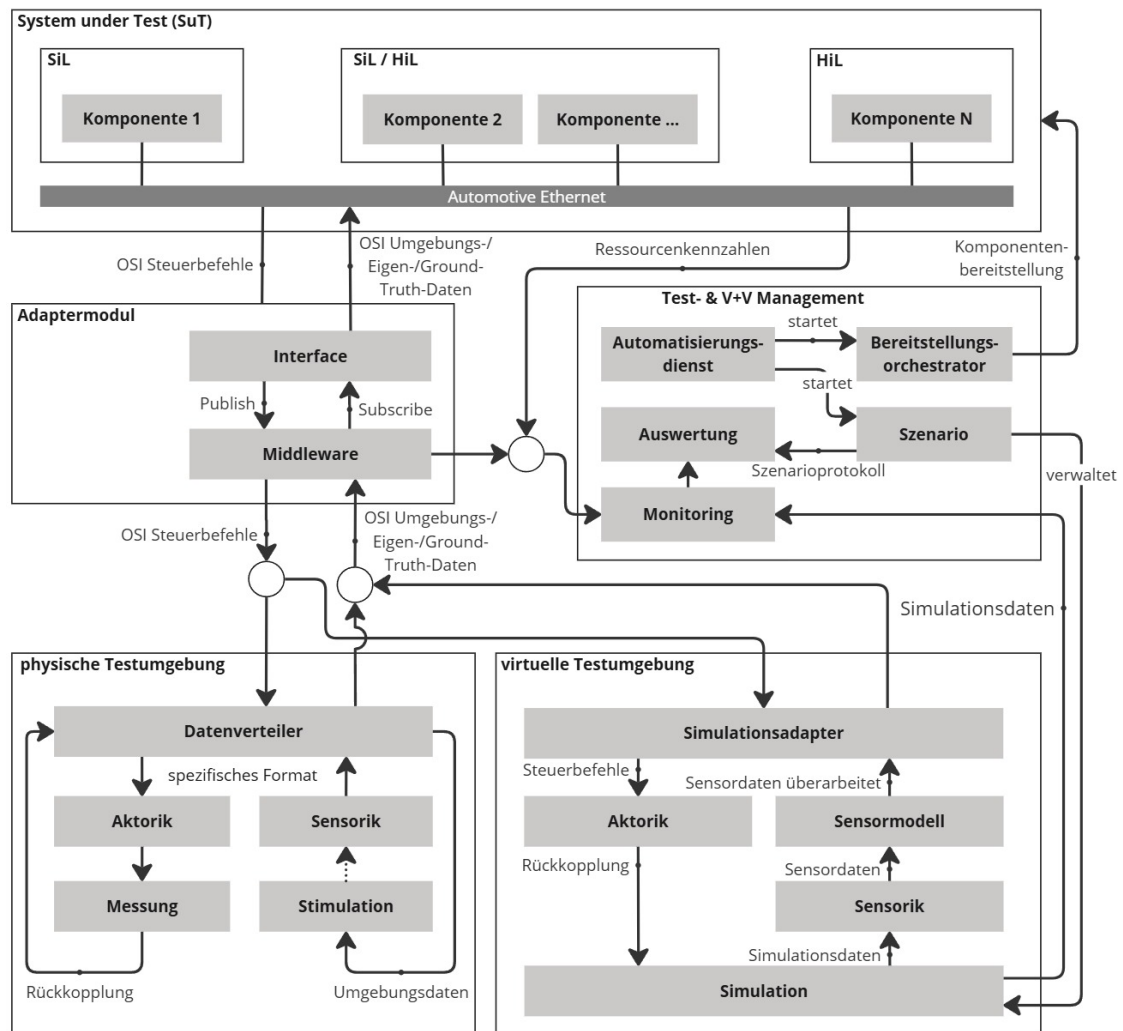 System under Test (SuT)
SiL
SiL / HiL
HiL
Komponente 1
Komponente 2
Komponente ...
Komponente N
Automotive Ethernet
OSI Steuerbefehle
OSI Umgebungs-/
Eigen-/Ground-
Truth-Daten
Ressourcenkennzahlen
Komponenten-
bereitstellung
Adaptermodul
Interface
Publish
Subscribe
Middleware
Test- & V+V Management
Automatisierungs-
dienst
startet
Bereitstellungs-
orchestrator
startet
Auswertung
Szenario
Szenarioprotokoll
verwaltet
Monitoring
OSI Steuerbefehle
OSI Umgebungs-/
Eigen-/Ground-
Truth-Daten
Simulationsdaten
physische Testumgebung
Datenverteiler
spezifisches Format
Aktorik
Sensorik
Messung
Stimulation
Rückkopplung
Umgebungsdaten
virtuelle Testumgebung
Simulationsadapter
Steuerbefehle
Sensordaten überarbeitet
Aktorik
Sensormodell
Rückkopplung
Sensordaten
Sensorik
Simulationsdaten
Simulation